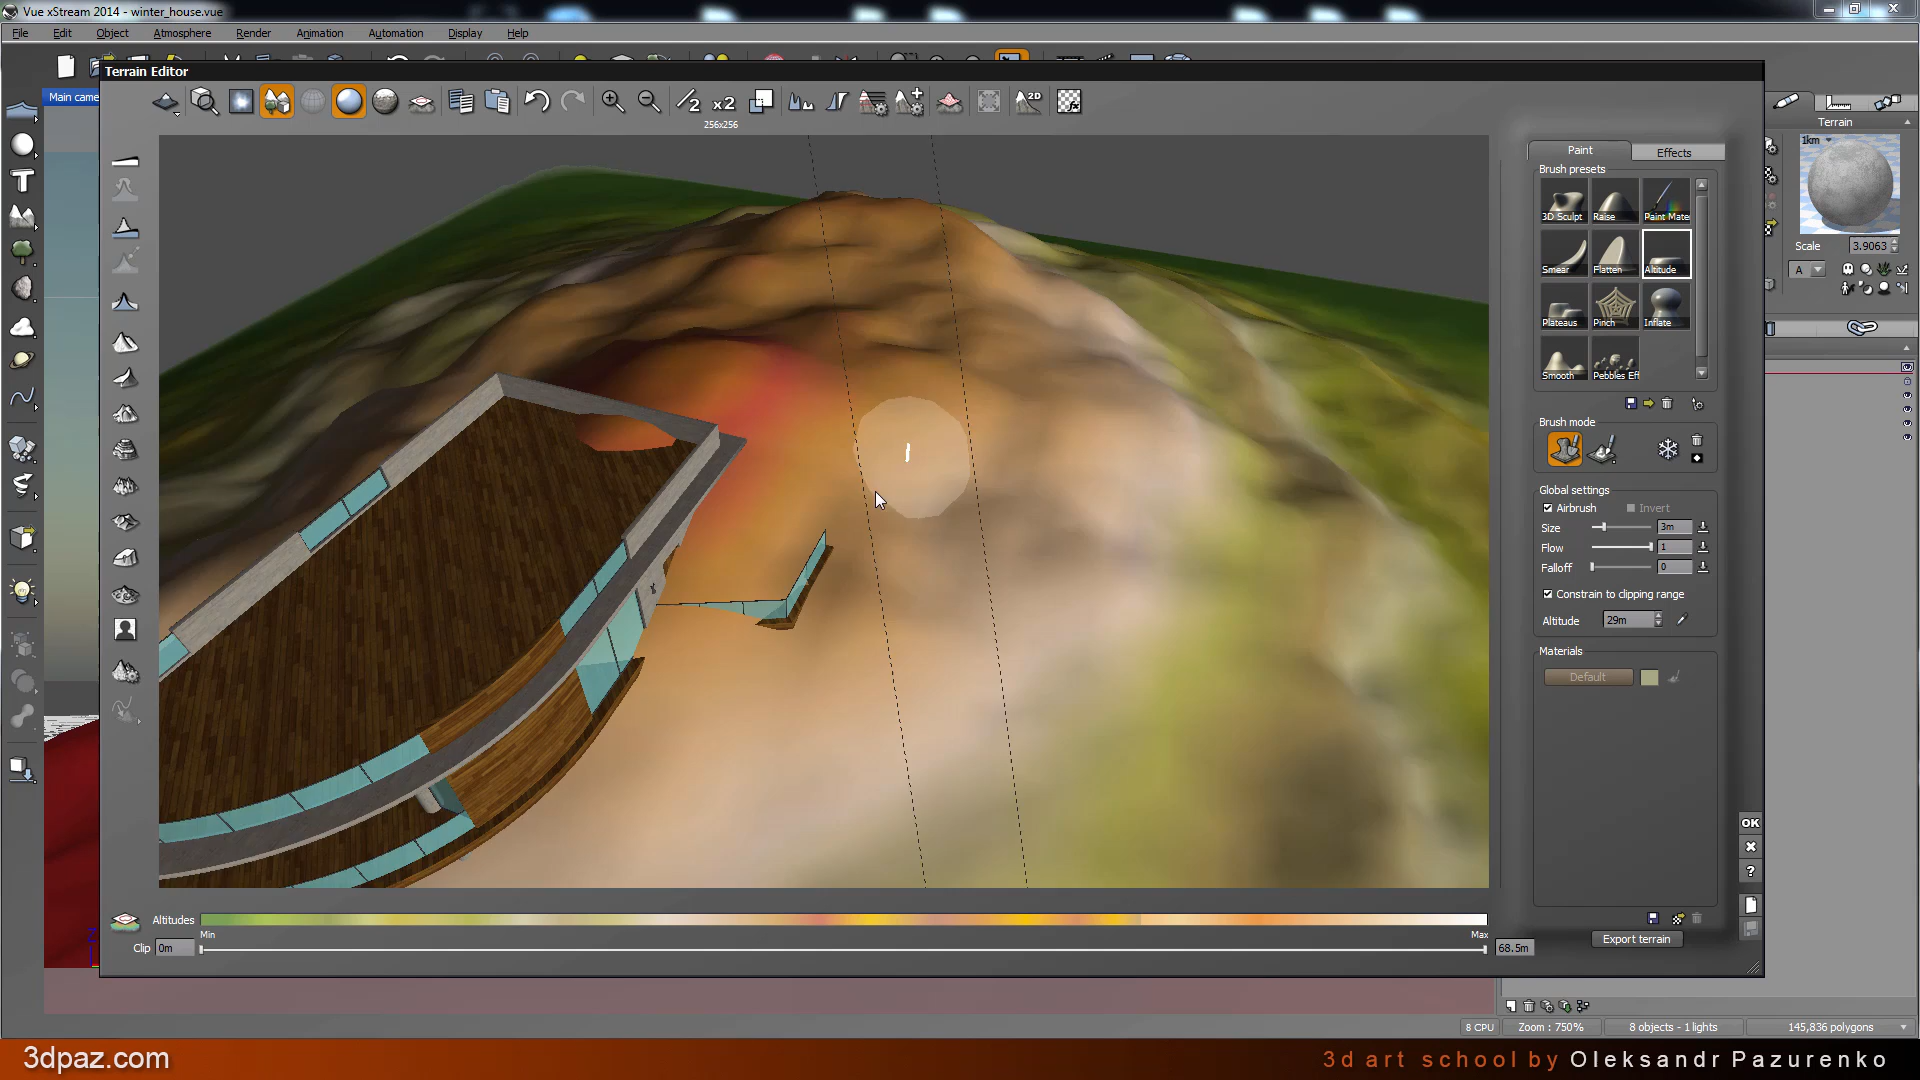 Vue xStream 2014 - winter_house.vue
File Edit Object Atmosphere Render Animation Automation Display Help
Terrain Editor
Main came
/2 x2 2D
256x256
Terrain
Paint Effects
1km
Brush presets
3D Sculpt Raise Paint Mate
Scale 3.9063
Smear Flatten Altitude
A
Plateaus Pinch Inflate
Smooth Pebbles Eff
Brush mode
Global settings
Airbrush Invert
Size 3m
Flow 1
Falloff 0
Constrain to clipping range
Altitude 29m
Materials
Default
OK
?
Altitudes
Min Max
Clip 0m 68.5m
Export terrain
8 CPU Zoom : 750% 8 objects - 1 lights 145,836 polygons
3dpaz.com
3d art school by Oleksandr Pazurenko